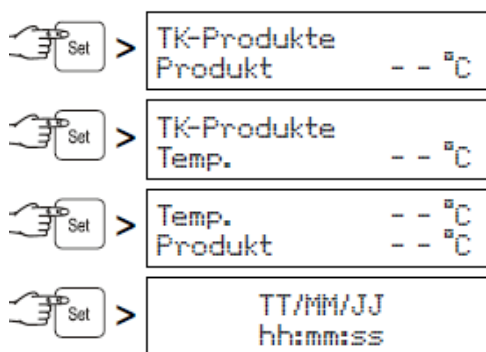 Set > TK-Produkte
Produkt - - °C
Set > TK-Produkte
Temp. - - °C
Set > Temp. - - °C
Produkt - - °C
Set > TT/MM/JJ
hh:mm:ss